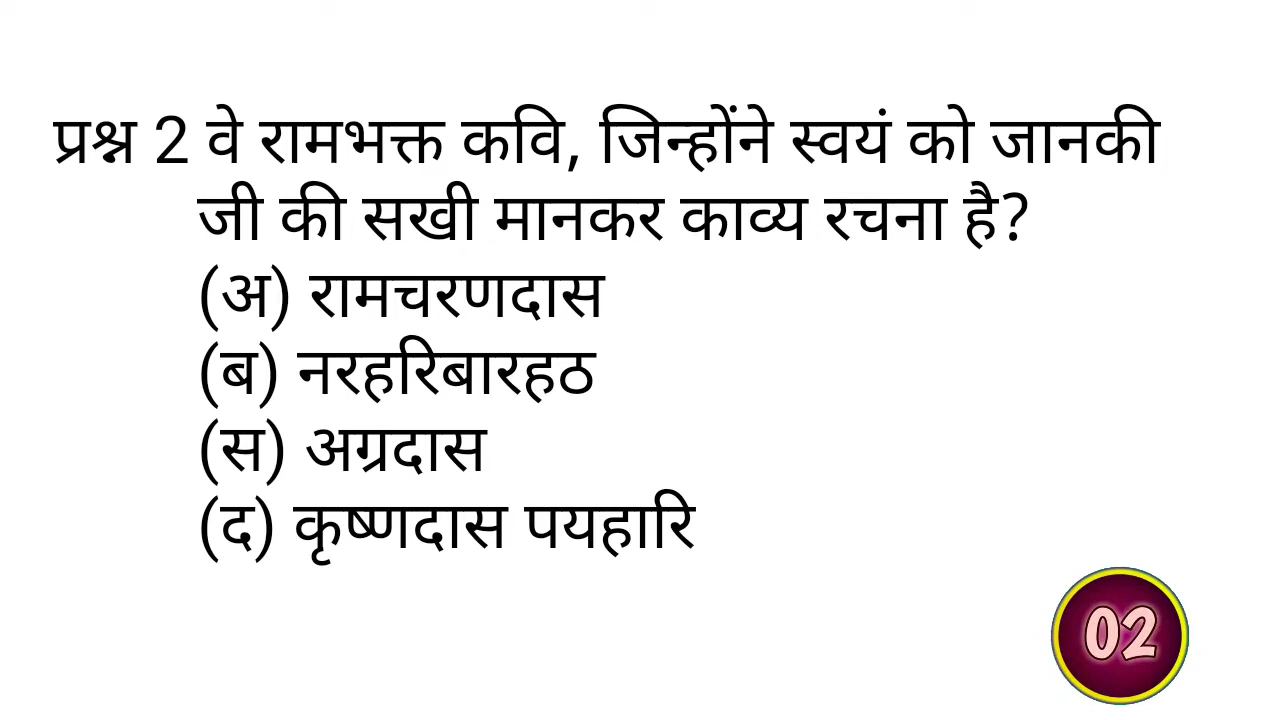 प्रश्न 2 वे रामभक्त कवि, जिन्होंने स्वयं को जानकी
जी की सखी मानकर काव्य रचना है?
(अ) रामचरणदास
(ब) नरहरिबारहठ
(स) अग्रदास
(द) कृष्णदास पयहारि
02